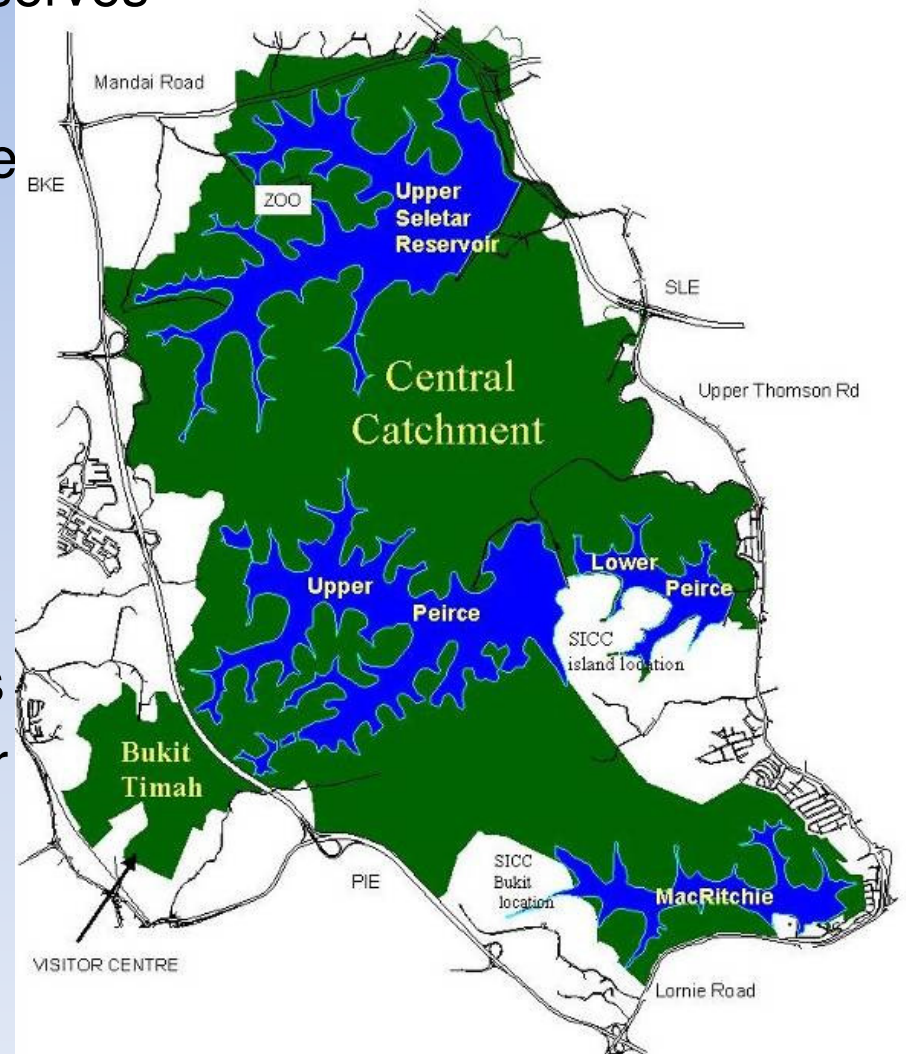 serves
Mandai Road
e
BKE
ZOO
Upper
Seletar
Reservoir
SLE
Central
Catchment
Upper Thomson Rd
Upper
Peirce
Lower
Peirce
SICC
island location
s
r
Bukit
Timah
SICC
Bukit
location
PIE
MacRitchie
VISITOR CENTRE
Lornie Road